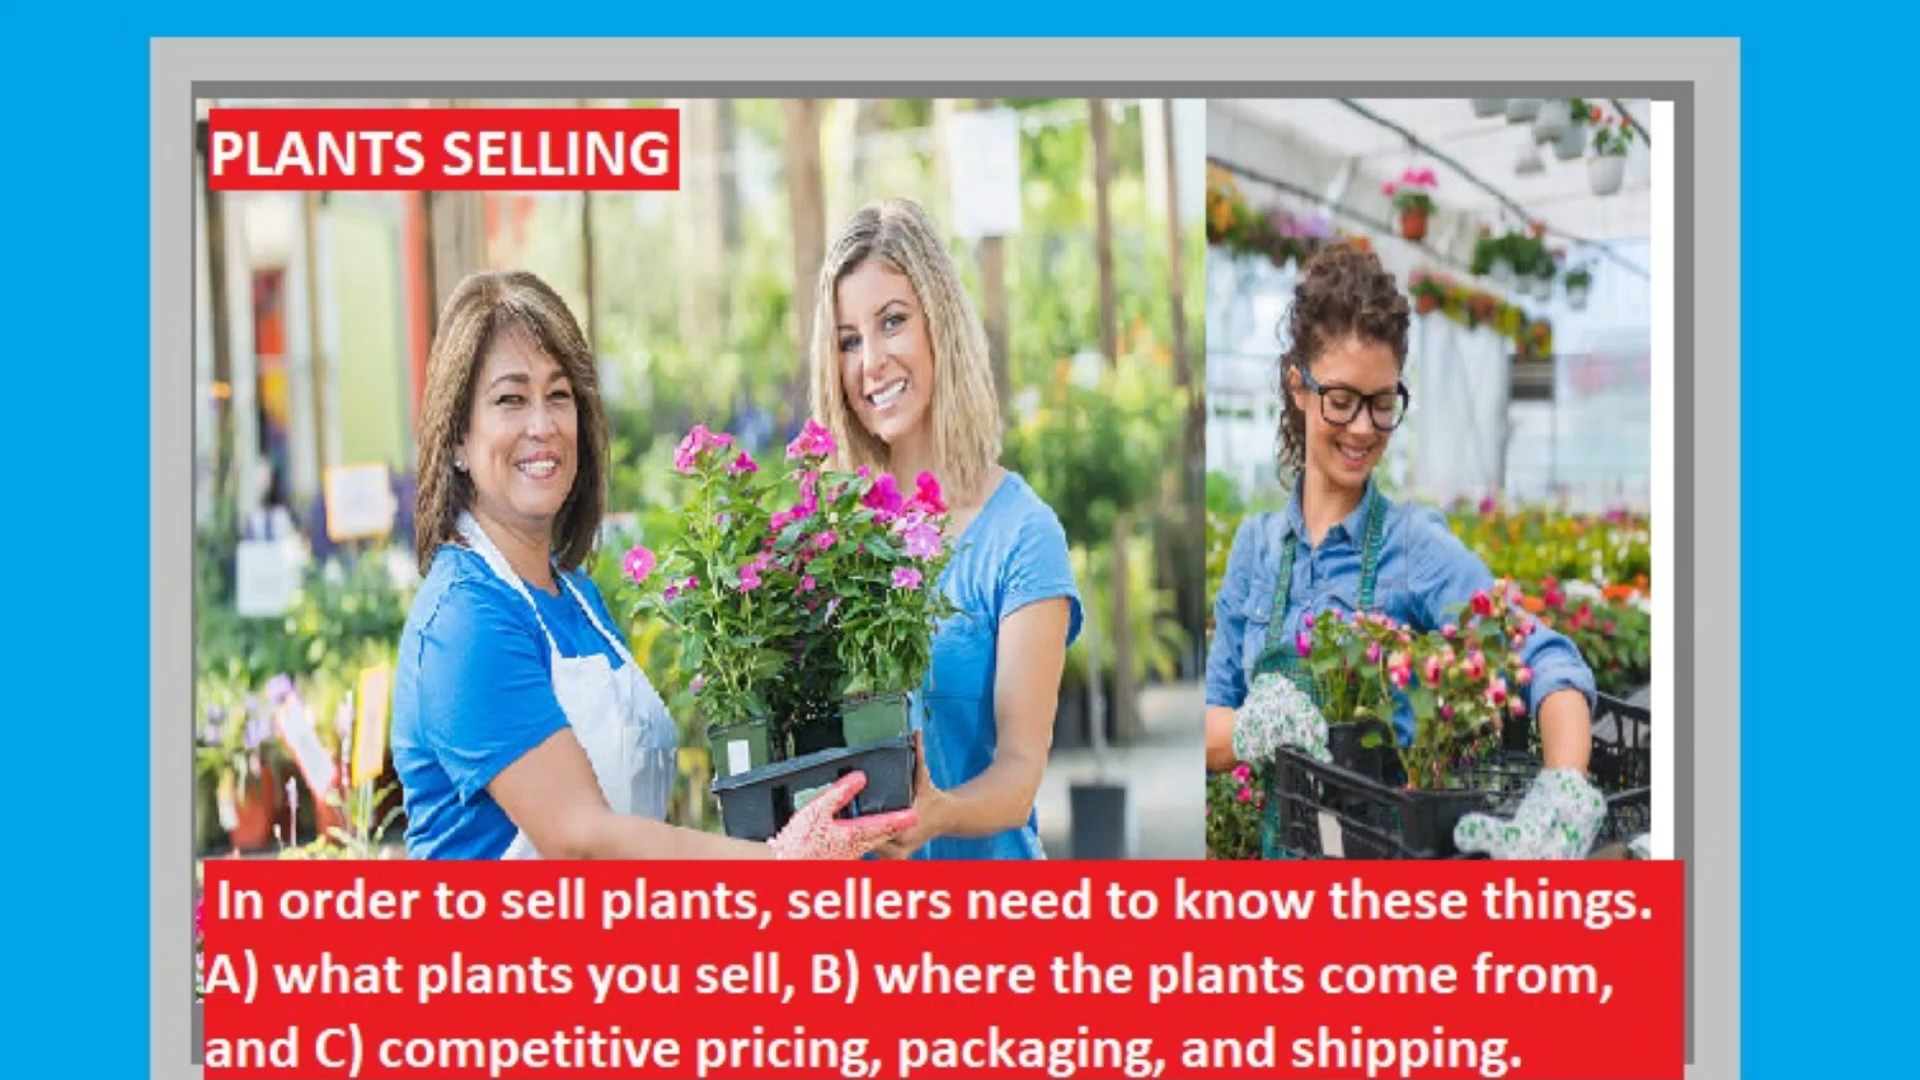 PLANTS SELLING
In order to sell plants, sellers need to know these things.
A) what plants you sell, B) where the plants come from,
and C) competitive pricing, packaging, and shipping.